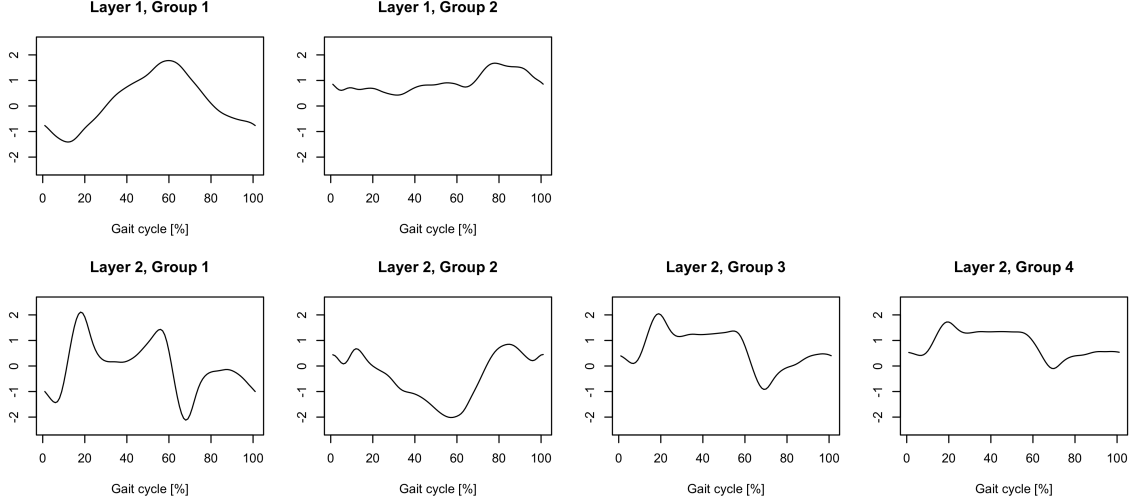 Layer 1, Group 1 Layer 1, Group 2
2 2
1 1
0 0
-1 -1
-2 -2
0 20 40 60 80 100 0 20 40 60 80 100
Gait cycle [%] Gait cycle [%]
Layer 2, Group 1 Layer 2, Group 2 Layer 2, Group 3 Layer 2, Group 4
2 2 2 2
1 1 1 1
0 0 0 0
-1 -1 -1 -1
-2 -2 -2 -2
0 20 40 60 80 100 0 20 40 60 80 100 0 20 40 60 80 100 0 20 40 60 80 100
Gait cycle [%] Gait cycle [%] Gait cycle [%] Gait cycle [%]